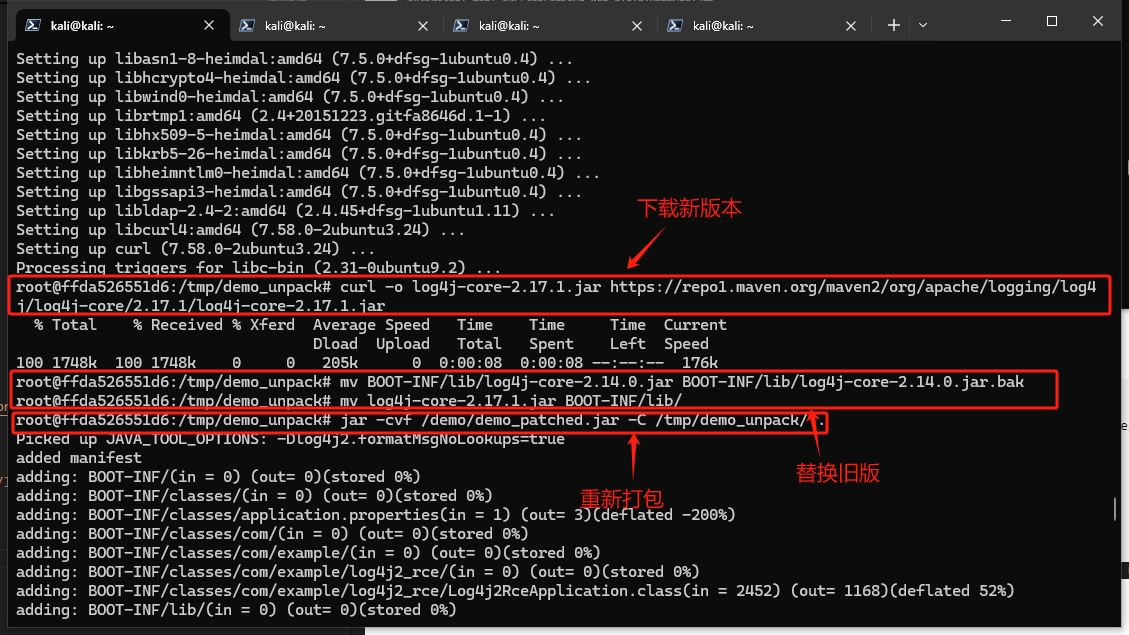 kali@kali: ~
kali@kali: ~
kali@kali: ~
kali@kali: ~
Setting up libasn1-8-heimdal:amd64 (7.5.0+dfsg-1ubuntu0.4) ...
Setting up libhcrypto4-heimdal:amd64 (7.5.0+dfsg-1ubuntu0.4) ...
Setting up libwind0-heimdal:amd64 (7.5.0+dfsg-1ubuntu0.4) ...
Setting up librtmp1:amd64 (2.4+20151223.gitfa8646d.1-1) ...
Setting up libhx509-5-heimdal:amd64 (7.5.0+dfsg-1ubuntu0.4) ...
Setting up libkrb5-26-heimdal:amd64 (7.5.0+dfsg-1ubuntu0.4) ...
Setting up libheimntlm0-heimdal:amd64 (7.5.0+dfsg-1ubuntu0.4) ...
Setting up libgssapi3-heimdal:amd64 (7.5.0+dfsg-1ubuntu0.4) ...
Setting up libldap-2.4-2:amd64 (2.4.45+dfsg-1ubuntu1.11) ...
下载新版本
Setting up libcurl4:amd64 (7.58.0-2ubuntu3.24) ...
Setting up curl (7.58.0-2ubuntu3.24) ...
Processing triggers for libc-bin (2.31-0ubuntu9.2) ...
root@ffda526551d6:/tmp/demo_unpack# curl -o log4j-core-2.17.1.jar https://repo1.maven.org/maven2/org/apache/logging/log4
j/log4j-core/2.17.1/log4j-core-2.17.1.jar
% Total % Received % Xferd Average Speed Time Time Time Current
Dload Upload Total Spent Left Speed
100 1748k 100 1748k 0 0 205k 0 0:00:08 0:00:08 --:--:-- 176k
root@ffda526551d6:/tmp/demo_unpack# mv BOOT-INF/lib/log4j-core-2.14.0.jar BOOT-INF/lib/log4j-core-2.14.0.jar.bak
root@ffda526551d6:/tmp/demo_unpack# mv log4j-core-2.17.1.jar BOOT-INF/lib/
root@ffda526551d6:/tmp/demo_unpack# jar -cvf /demo/demo_patched.jar -C /tmp/demo_unpack/ .
Picked up JAVA_TOOL_OPTIONS: -Dlog4j2.formatMsgNoLookups=true
added manifest
替换旧版
adding: BOOT-INF/(in = 0) (out= 0)(stored 0%)
adding: BOOT-INF/classes/(in = 0) (out= 0)(stored 0%)
重新打包
adding: BOOT-INF/classes/application.properties(in = 1) (out= 3)(deflated -200%)
adding: BOOT-INF/classes/com/(in = 0) (out= 0)(stored 0%)
adding: BOOT-INF/classes/com/example/(in = 0) (out= 0)(stored 0%)
adding: BOOT-INF/classes/com/example/log4j2_rce/(in = 0) (out= 0)(stored 0%)
adding: BOOT-INF/classes/com/example/log4j2_rce/Log4j2RceApplication.class(in = 2452) (out= 1168)(deflated 52%)
adding: BOOT-INF/lib/(in = 0) (out= 0)(stored 0%)